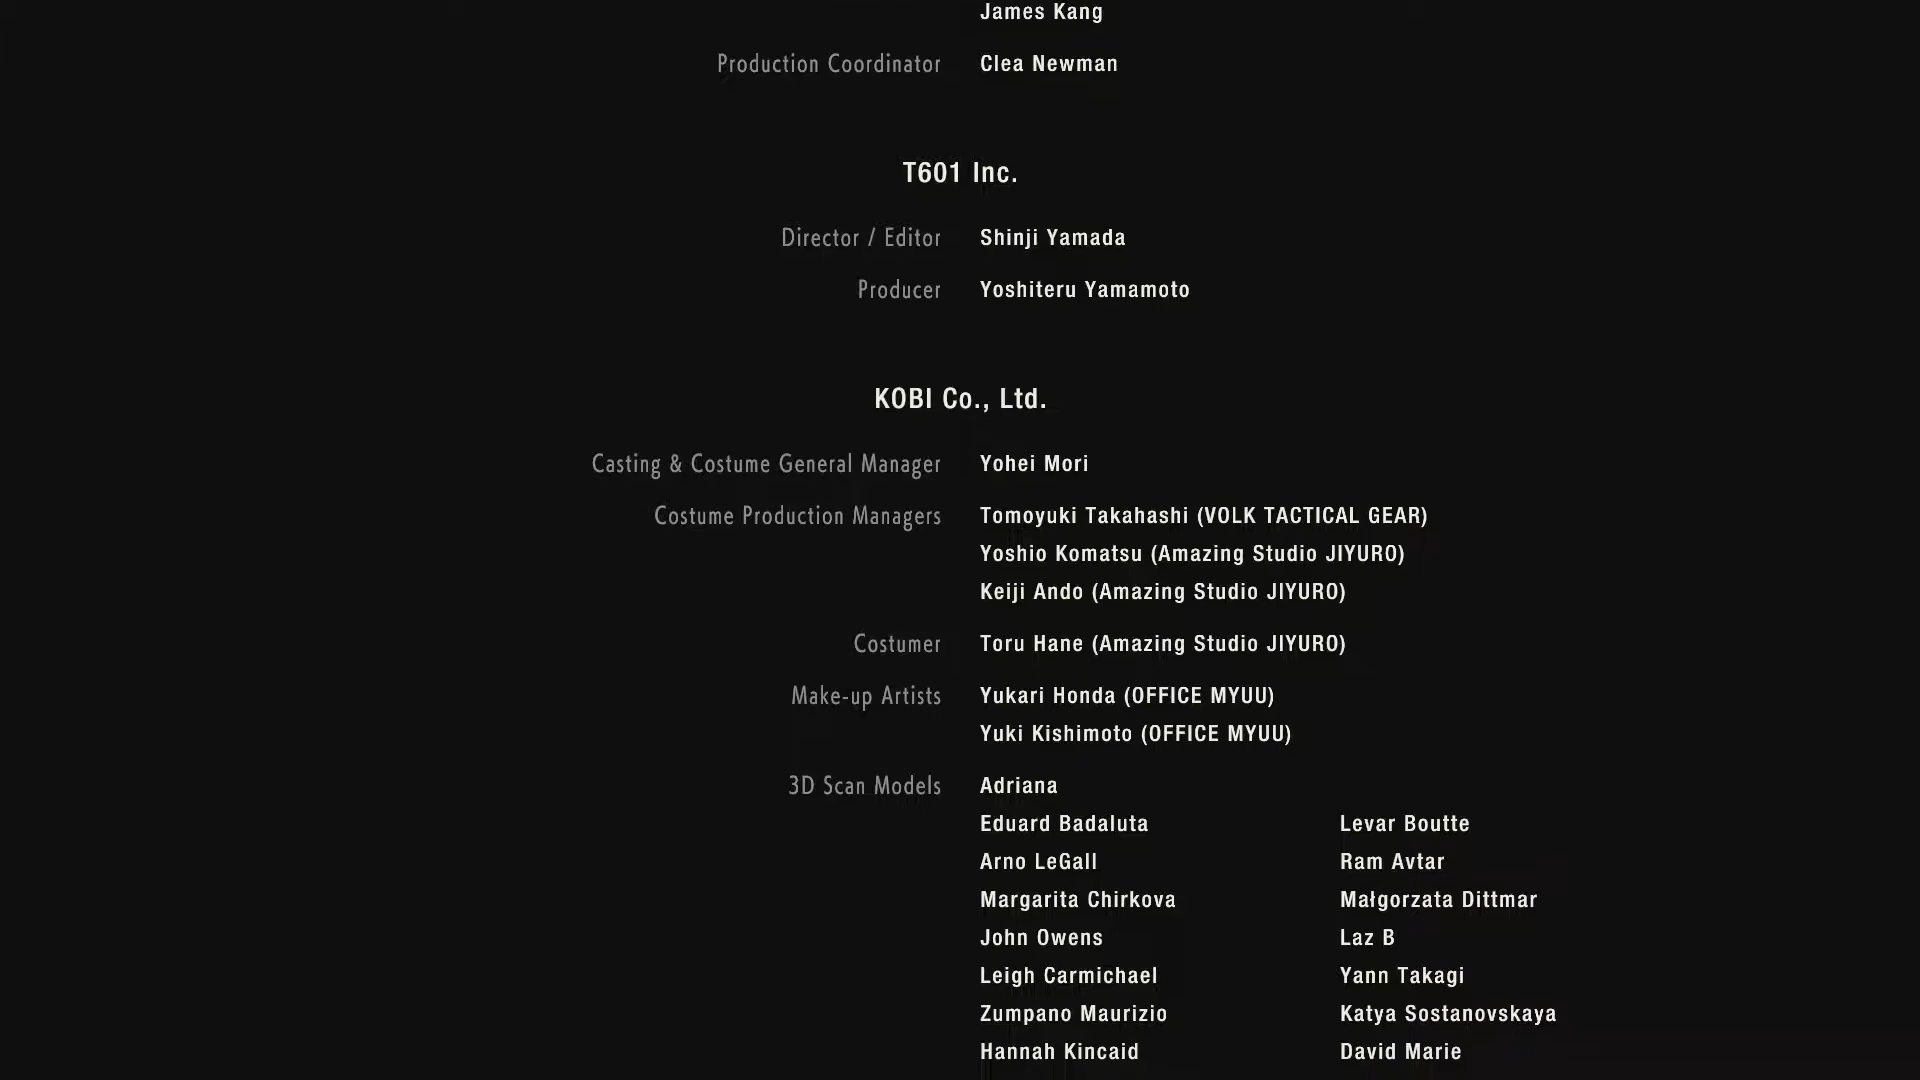 James Kang
Production Coordinator Clea Newman
T601 Inc.
Director / Editor Shinji Yamada
Producer Yoshiteru Yamamoto
KOBI Co., Ltd.
Casting & Costume General Manager Yohei Mori
Costume Production Managers Tomoyuki Takahashi (VOLK TACTICAL GEAR)
Yoshio Komatsu (Amazing Studio JIYURO)
Keiji Ando (Amazing Studio JIYURO)
Costumer Toru Hane (Amazing Studio JIYURO)
Make-up Artists Yukari Honda (OFFICE MYUU)
Yuki Kishimoto (OFFICE MYUU)
3D Scan Models Adriana
Eduard Badaluta Levar Boutte
Arno LeGall Ram Avtar
Margarita Chirkova Małgorzata Dittmar
John Owens Laz B
Leigh Carmichael Yann Takagi
Zumpano Maurizio Katya Sostanovskaya
Hannah Kincaid David Marie